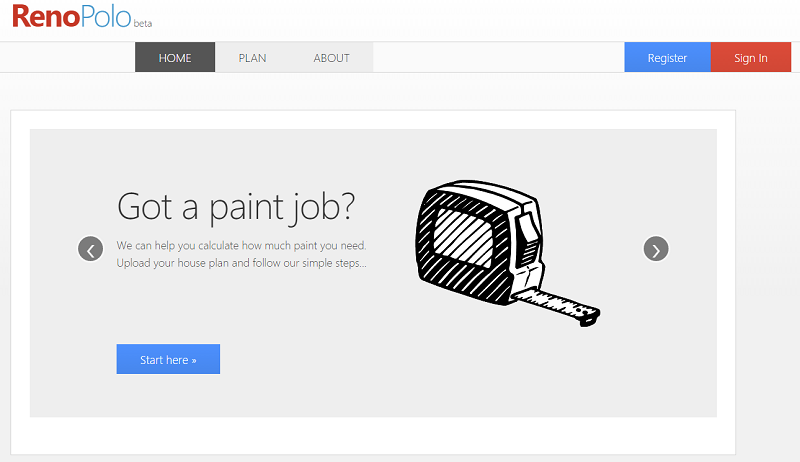 RenoPolo beta
HOME PLAN ABOUT Register Sign In
Got a paint job?
We can help you calculate how much paint you need.
Upload your house plan and follow our simple steps...
Start here »